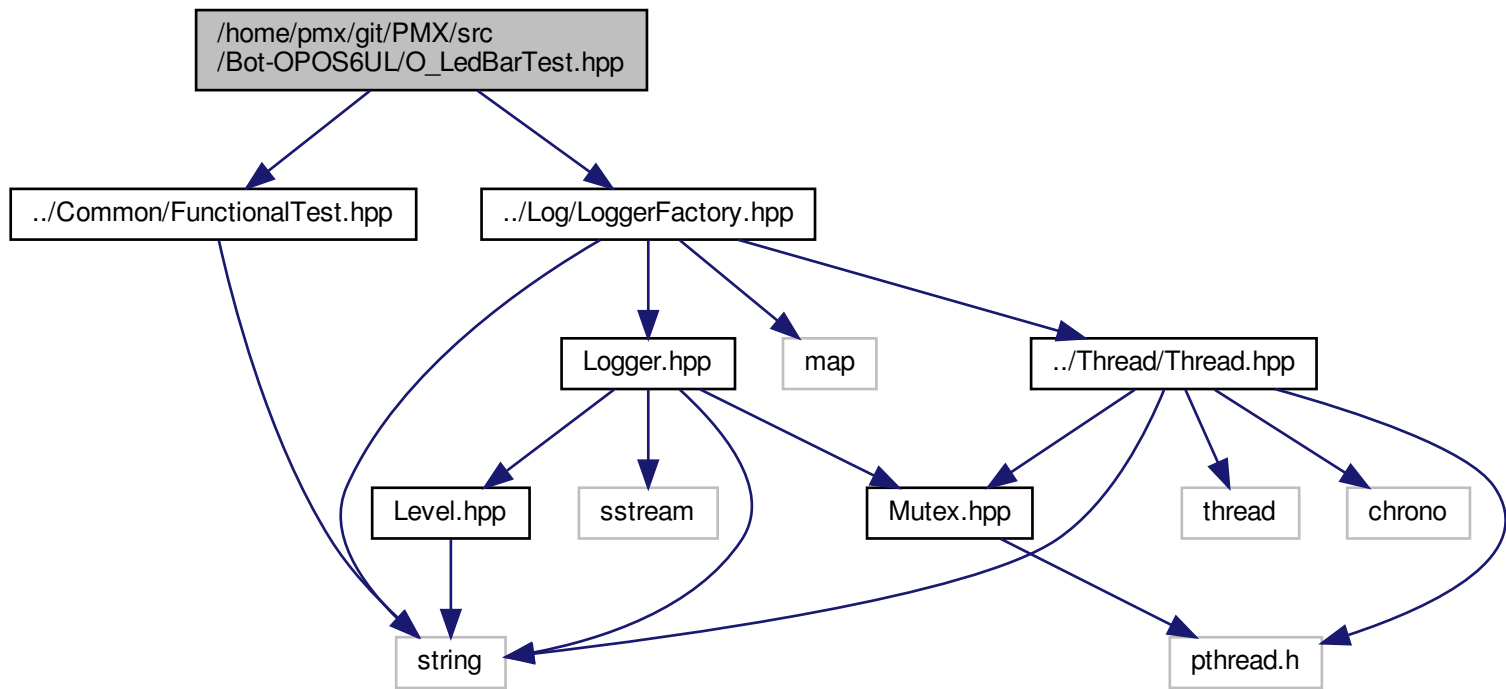 /home/pmx/git/PMX/src
/Bot-OPOS6UL/O_LedBarTest.hpp
../Common/FunctionalTest.hpp
../Log/LoggerFactory.hpp
Logger.hpp
map
../Thread/Thread.hpp
Level.hpp
sstream
Mutex.hpp
thread
chrono
string
pthread.h